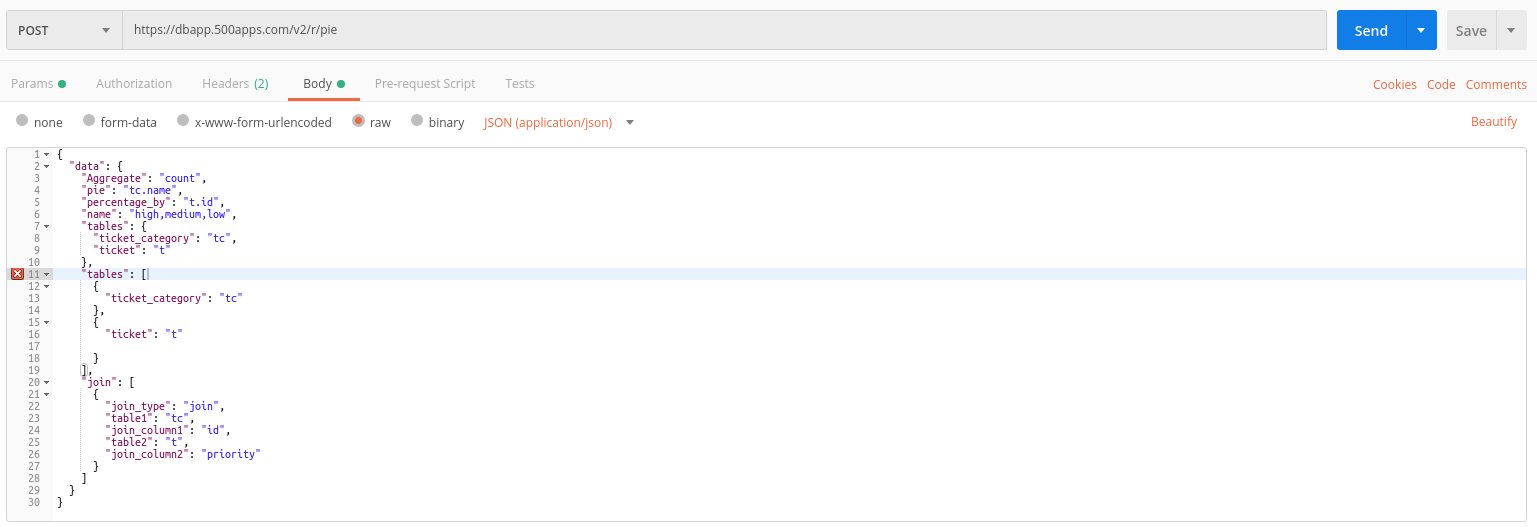 POST https://dbapp.500apps.com/v2/r/pie Send Save
Params Authorization Headers (2) Body Pre-request Script Tests Cookies Code Comments
none form-data x-www-form-urlencoded raw binary JSON (application/json) Beautify
1 {
2 "data": {
3 "Aggregate": "count",
4 "pie": "tc.name",
5 "percentage_by": "t.id",
6 "name": "high,medium,low",
7 "tables": {
8 "ticket_category": "tc",
9 "ticket": "t"
10 },
11 "tables": [
12 {
13 "ticket_category": "tc"
14 },
15 {
16 "ticket": "t"
17
18 }
19 ],
20 "join": [
21 {
22 "join_type": "join",
23 "table1": "tc",
24 "join_column1": "id",
25 "table2": "t",
26 "join_column2": "priority"
27 }
28 ]
29 }
30 }